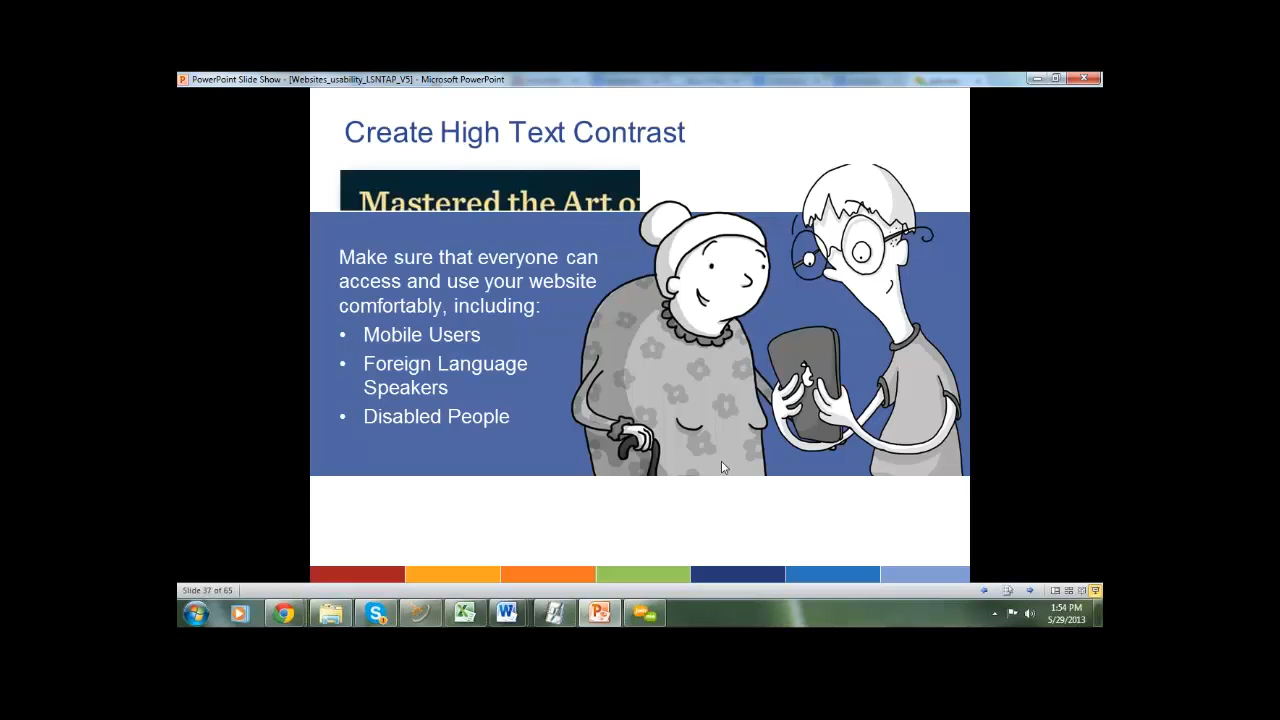 PowerPoint Slide Show - [Websites_usability_LSNTAP_V5] - Microsoft PowerPoint
Create High Text Contrast
Mastered the Art of
Make sure that everyone can
access and use your website
comfortably, including:
• Mobile Users
• Foreign Language
Speakers
• Disabled People
Slide 37 of 65
1:54 PM
5/29/2013